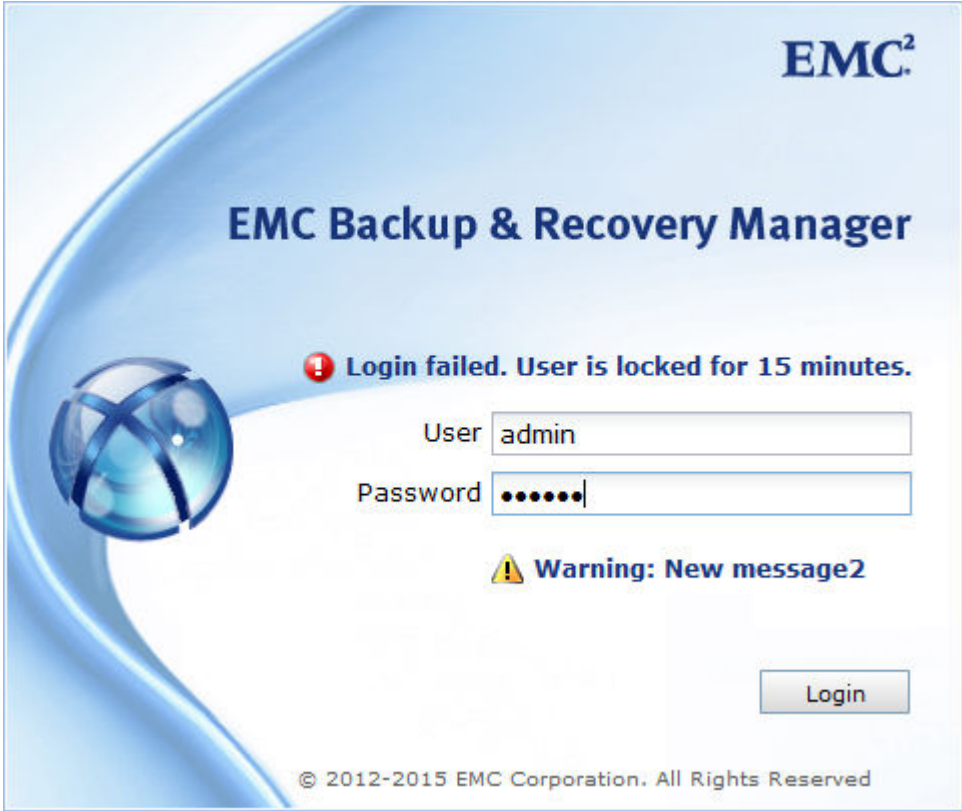 EMC²
EMC Backup & Recovery Manager
Login failed. User is locked for 15 minutes.
User admin
Password ••••••
Warning: New message2
Login
© 2012-2015 EMC Corporation. All Rights Reserved